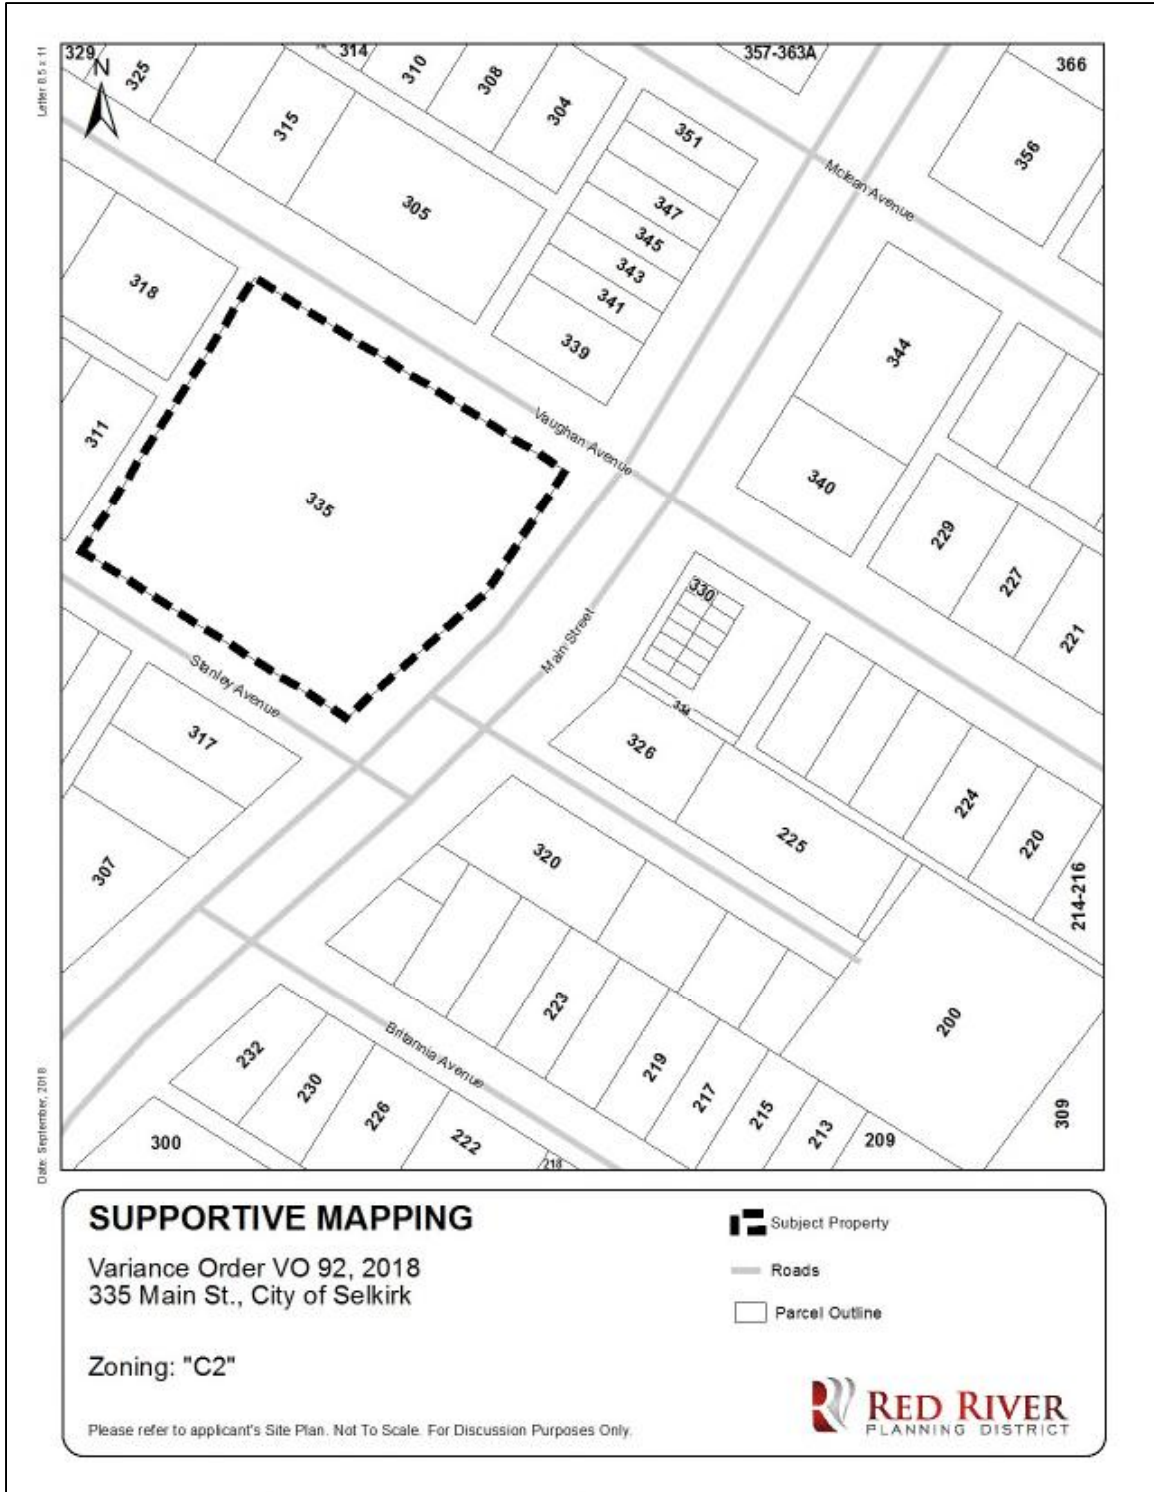 Letter 8.5 x 11
329
N
325
314
310
308
304
357-363A
366
315
351
356
305
347
Mclean Avenue
345
318
343
341
339
344
311
335
Vaughan Avenue
340
229
227
221
330
Main Street
Stanley Avenue
334
317
326
224
225
220
307
320
214-216
223
200
232
Britannia Avenue
219
230
217
226
215
213
309
300
222
209
218
Date: September, 2018
SUPPORTIVE MAPPING
Variance Order VO 92, 2018
335 Main St., City of Selkirk
Zoning: "C2"
Please refer to applicant's Site Plan. Not To Scale. For Discussion Purposes Only.
Subject Property
Roads
Parcel Outline
RED RIVER
PLANNING DISTRICT